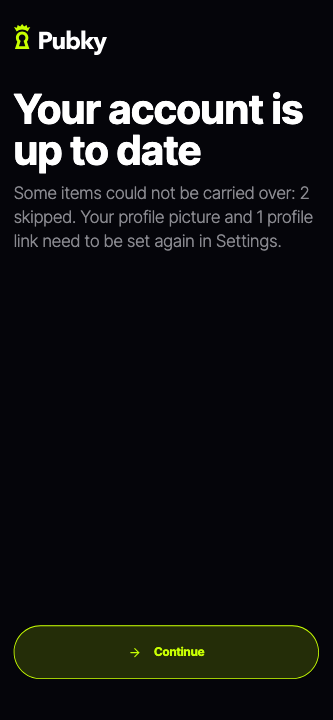 Pubky
Your account is
up to date
Some items could not be carried over: 2
skipped. Your profile picture and 1 profile
link need to be set again in Settings.
Continue